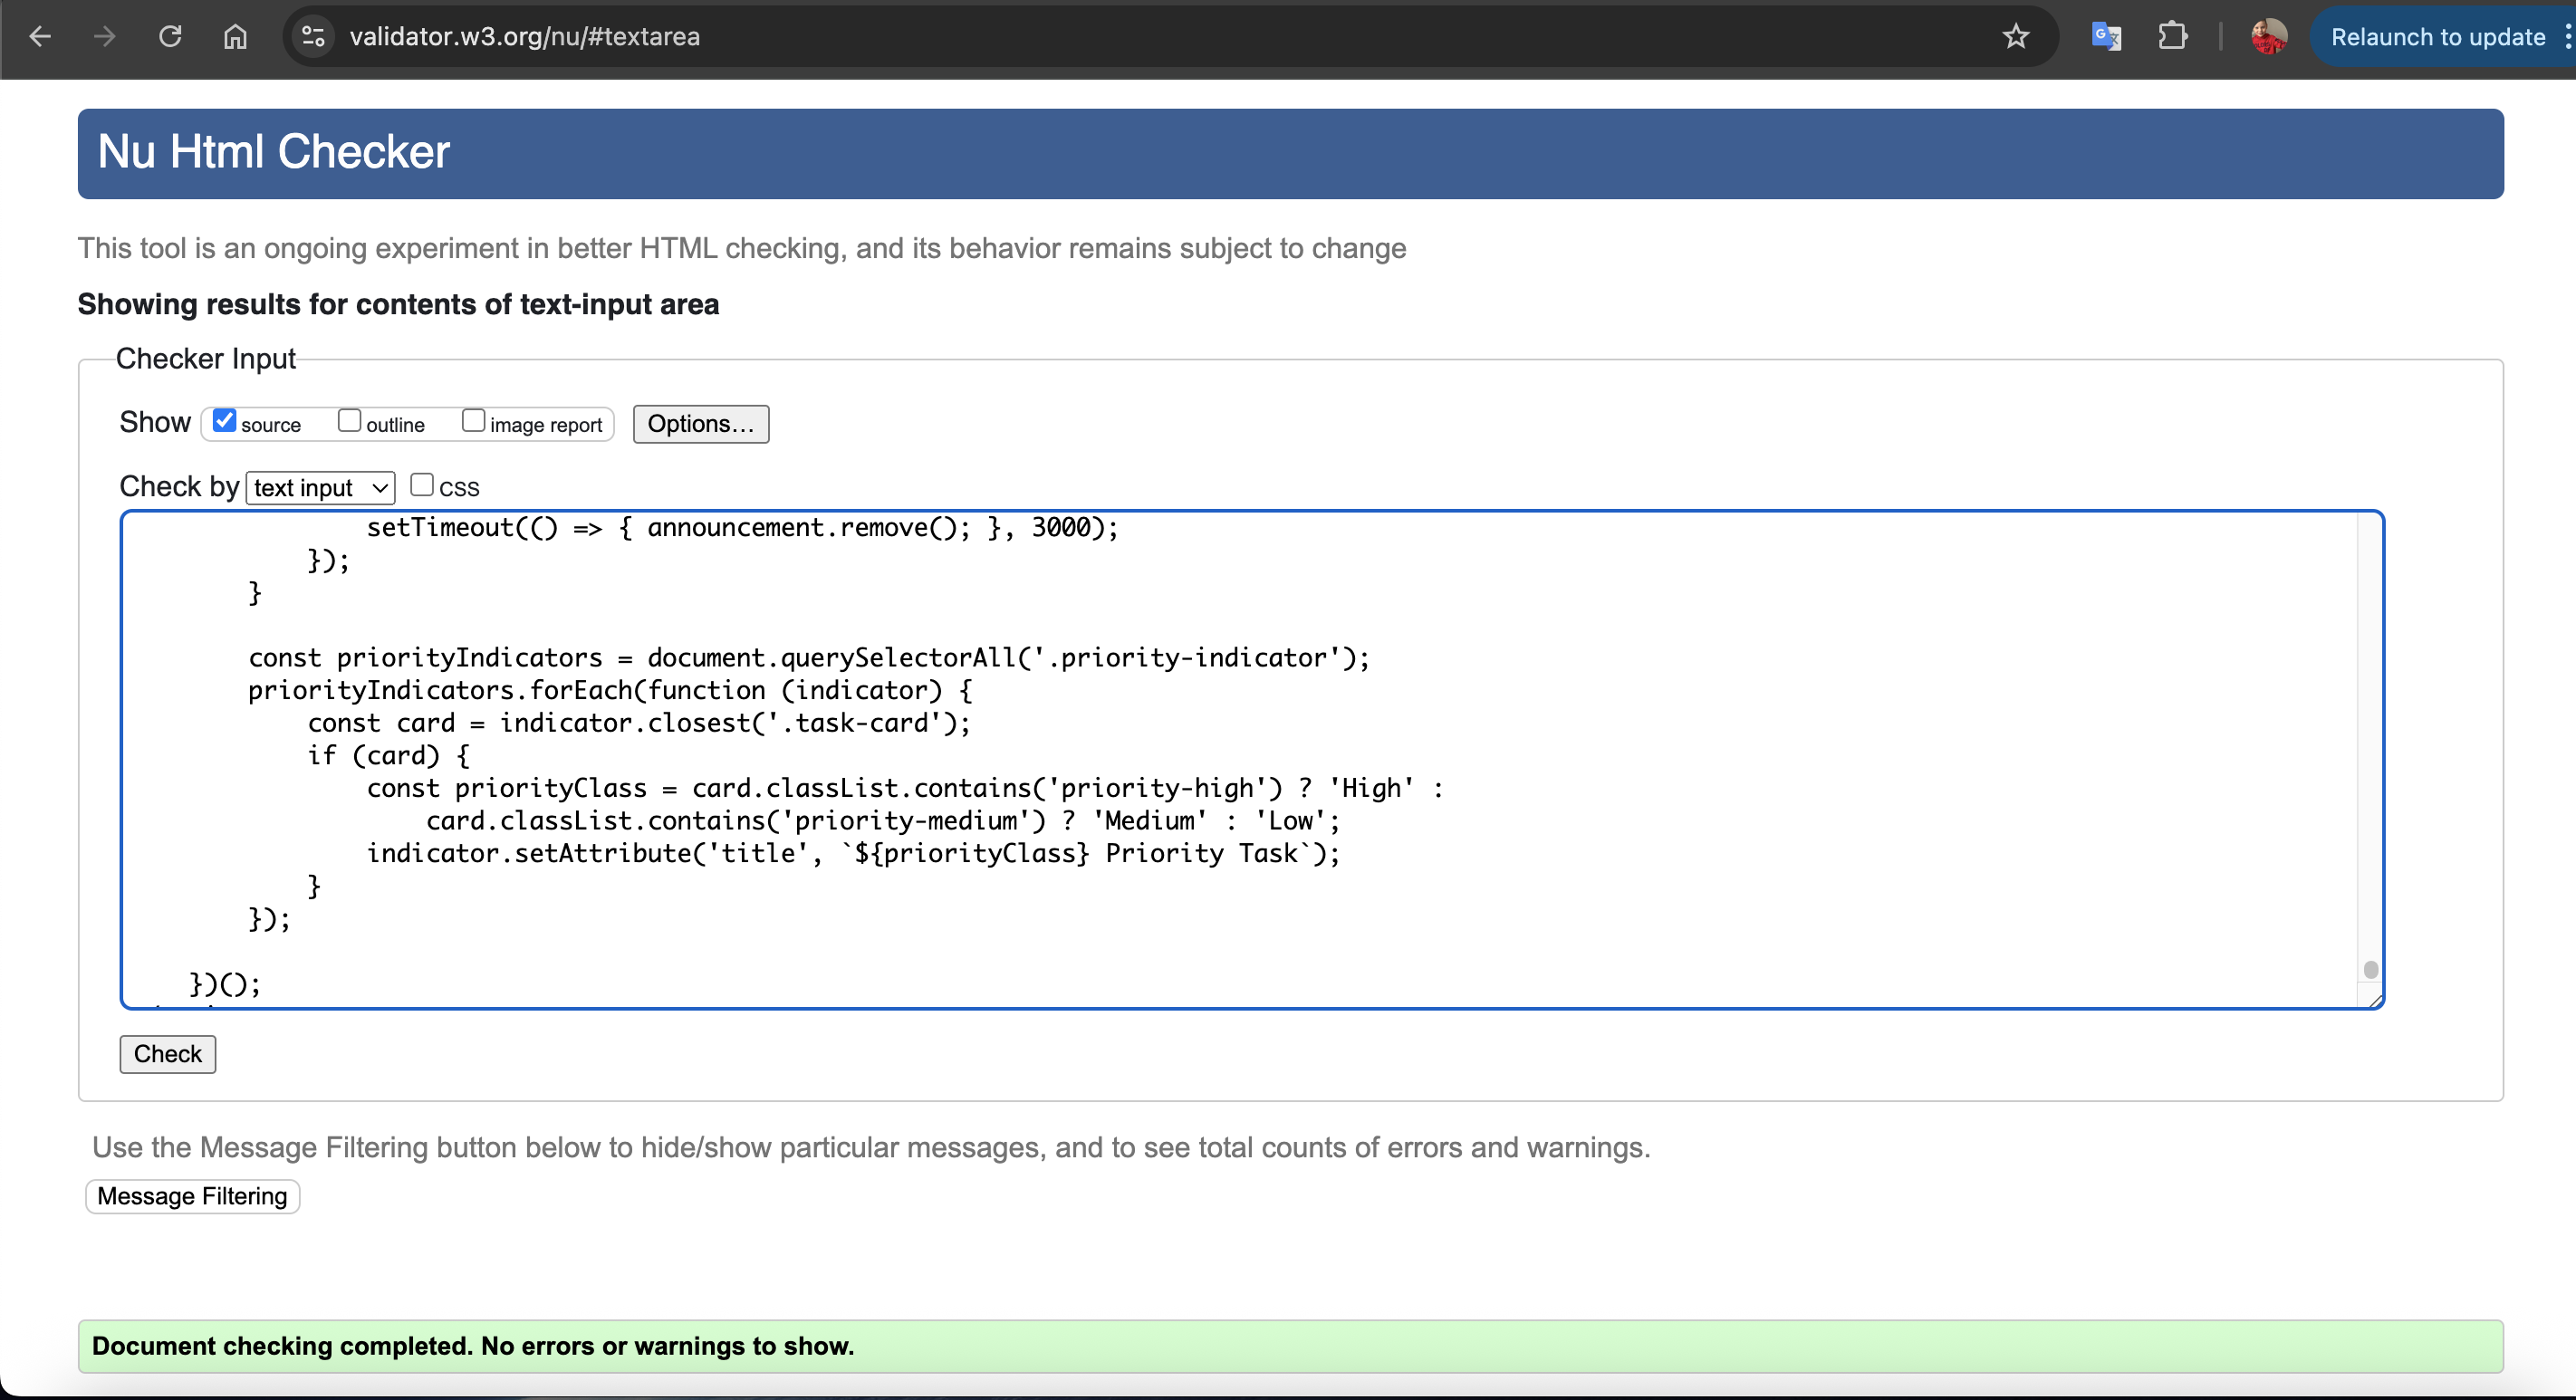 validator.w3.org/nu/#textarea
Relaunch to update
Nu Html Checker
This tool is an ongoing experiment in better HTML checking, and its behavior remains subject to change
Showing results for contents of text-input area
Checker Input
Show source outline image report Options...
Check by text input CSS
setTimeout(() => { announcement.remove(); }, 3000);
});
}
const priorityIndicators = document.querySelectorAll('.priority-indicator');
priorityIndicators.forEach(function (indicator) {
const card = indicator.closest('.task-card');
if (card) {
const priorityClass = card.classList.contains('priority-high') ? 'High' :
card.classList.contains('priority-medium') ? 'Medium' : 'Low';
indicator.setAttribute('title', `${priorityClass} Priority Task`);
}
});
})();
Check
Use the Message Filtering button below to hide/show particular messages, and to see total counts of errors and warnings.
Message Filtering
Document checking completed. No errors or warnings to show.